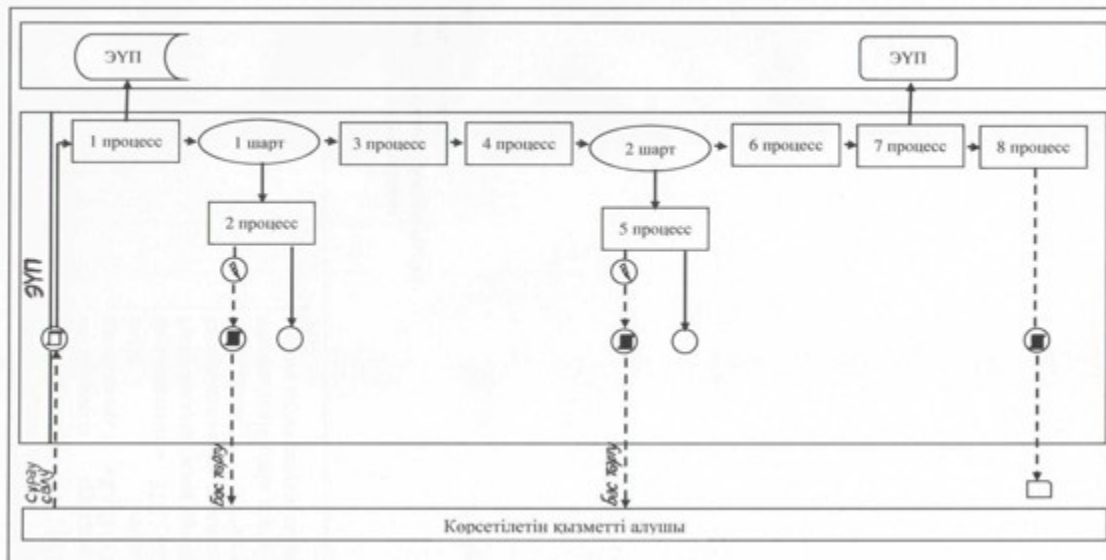 ЭҮП
ЭҮП
1 процесс
1 шарт
3 процесс
4 процесс
2 шарт
6 процесс
7 процесс
8 процесс
2 процесс
5 процесс
ЭҮП
Сұрау
салу
бас тарту
бас тарту
Көрсетілетін қызметті алушы